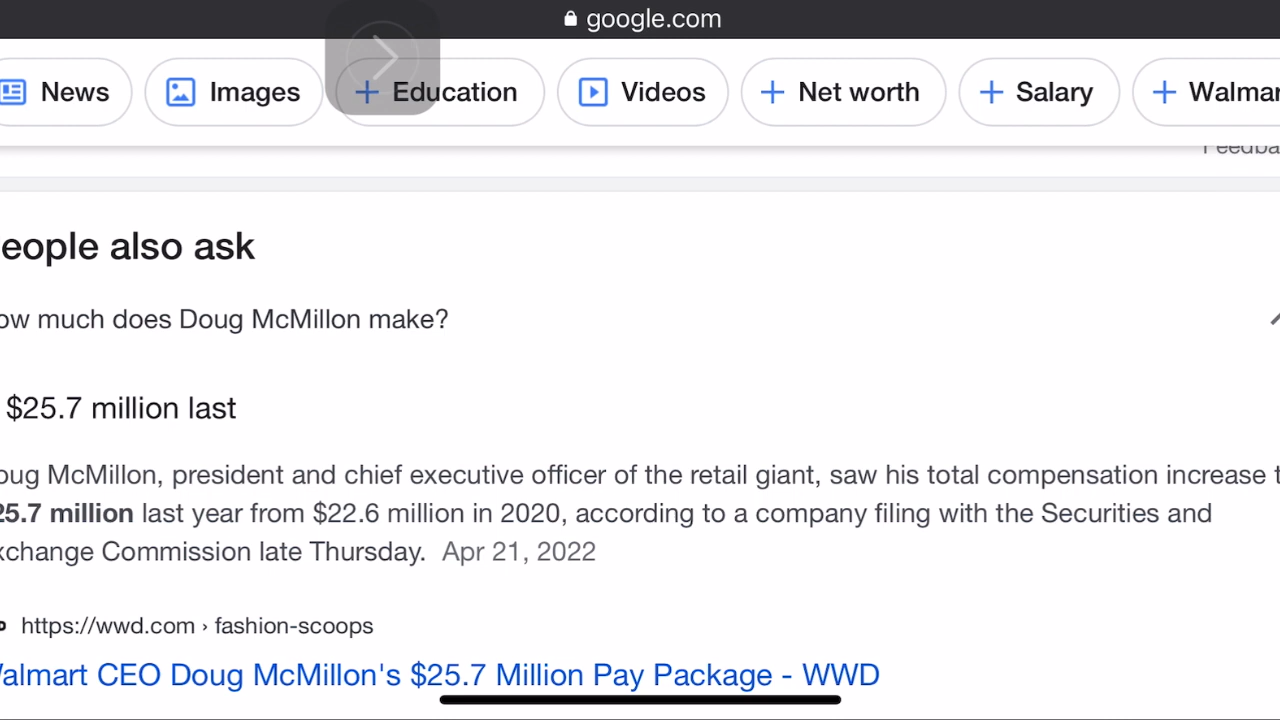 google.com
News Images Education Videos Net worth Salary Walmar
Feedba
eople also ask
ow much does Doug McMillon make?
$25.7 million last
oug McMillon, president and chief executive officer of the retail giant, saw his total compensation increase t
25.7 million last year from $22.6 million in 2020, according to a company filing with the Securities and
xchange Commission late Thursday. Apr 21, 2022
https://wwd.com › fashion-scoops
Walmart CEO Doug McMillon's $25.7 Million Pay Package - WWD